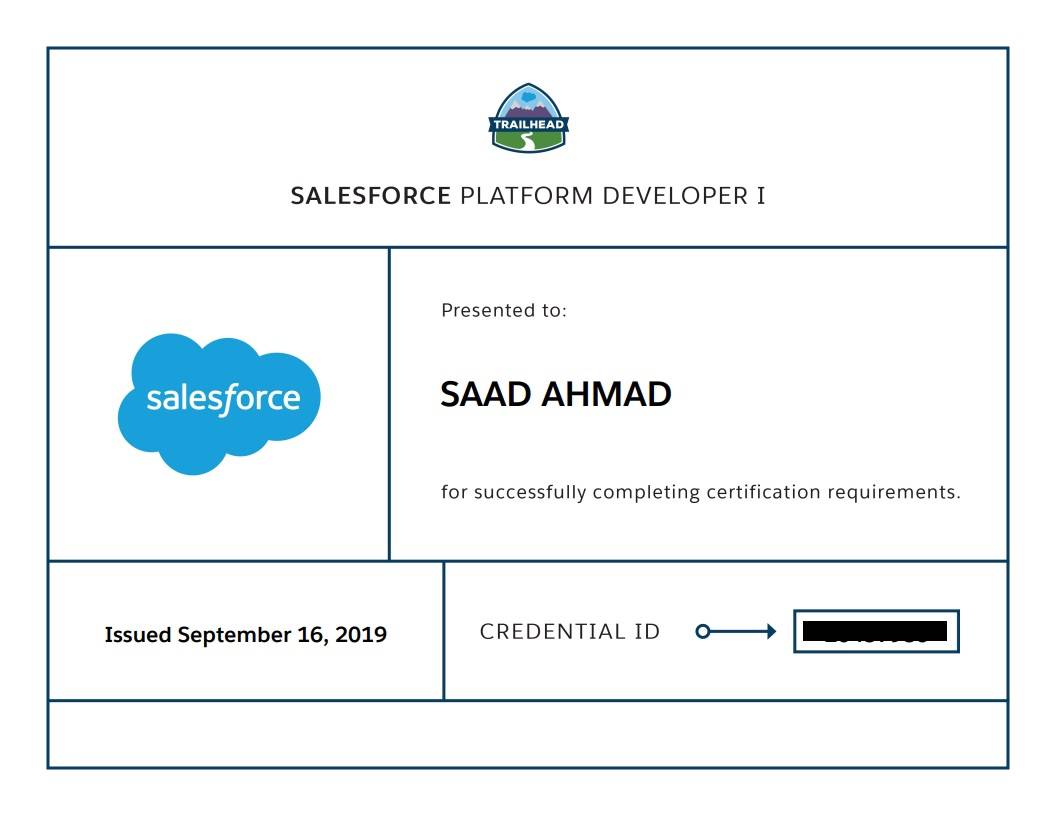 TRAILHEAD
SALESFORCE PLATFORM DEVELOPER I
salesforce
Presented to:
SAAD AHMAD
for successfully completing certification requirements.
Issued September 16, 2019
CREDENTIAL ID